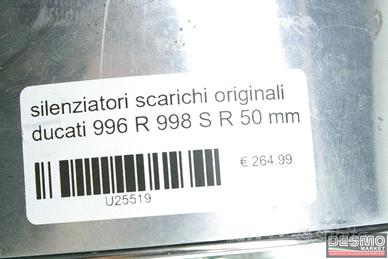 silenziatori scarichi originali
ducati 996 R 998 S R 50 mm
€ 264.99
U25519
DESMO
MARKET